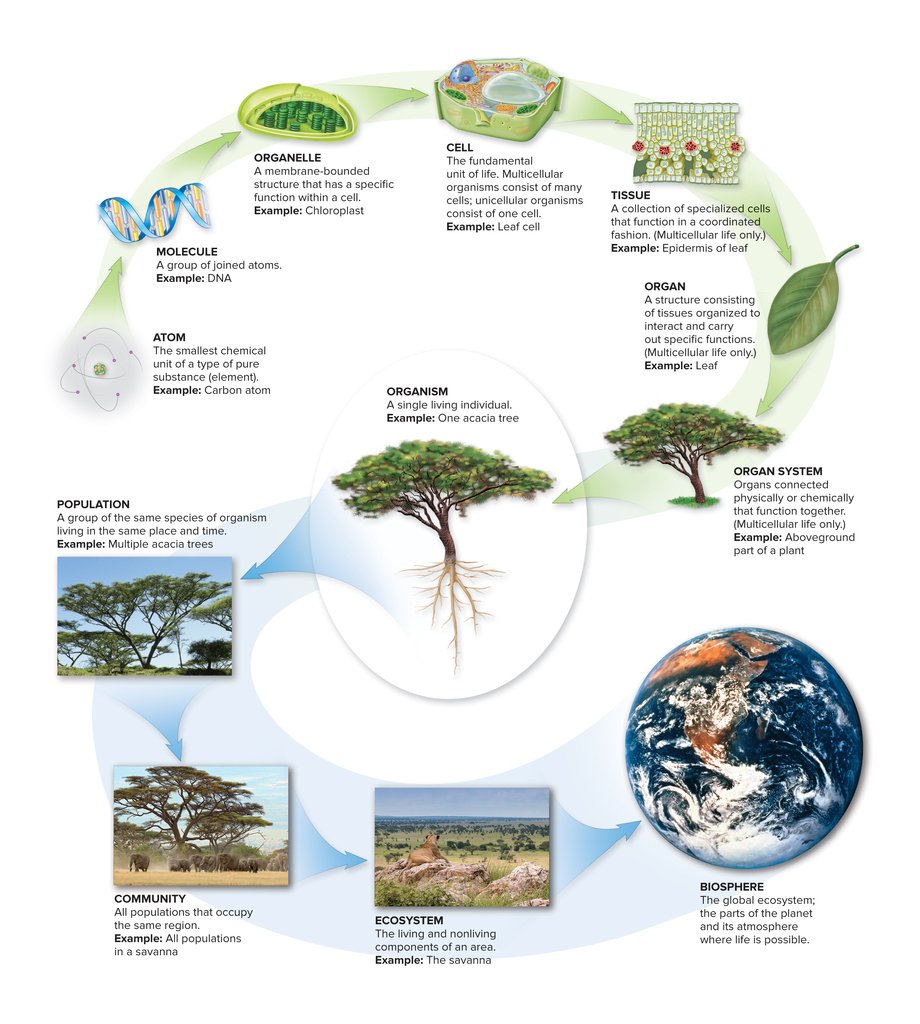 ATOM
The smallest chemical
unit of a type of pure
substance (element).
Example: Carbon atom
MOLECULE
A group of joined atoms.
Example: DNA
ORGANELLE
A membrane-bounded
structure that has a specific
function within a cell.
Example: Chloroplast
CELL
The fundamental
unit of life. Multicellular
organisms consist of many
cells; unicellular organisms
consist of one cell.
Example: Leaf cell
TISSUE
A collection of specialized cells
that function in a coordinated
fashion. (Multicellular life only.)
Example: Epidermis of leaf
ORGAN
A structure consisting
of tissues organized to
interact and carry
out specific functions.
(Multicellular life only.)
Example: Leaf
ORGAN SYSTEM
Organs connected
physically or chemically
that function together.
(Multicellular life only.)
Example: Aboveground
part of a plant
ORGANISM
A single living individual.
Example: One acacia tree
POPULATION
A group of the same species of organism
living in the same place and time.
Example: Multiple acacia trees
COMMUNITY
All populations that occupy
the same region.
Example: All populations
in a savanna
ECOSYSTEM
The living and nonliving
components of an area.
Example: The savanna
BIOSPHERE
The global ecosystem;
the parts of the planet
and its atmosphere
where life is possible.